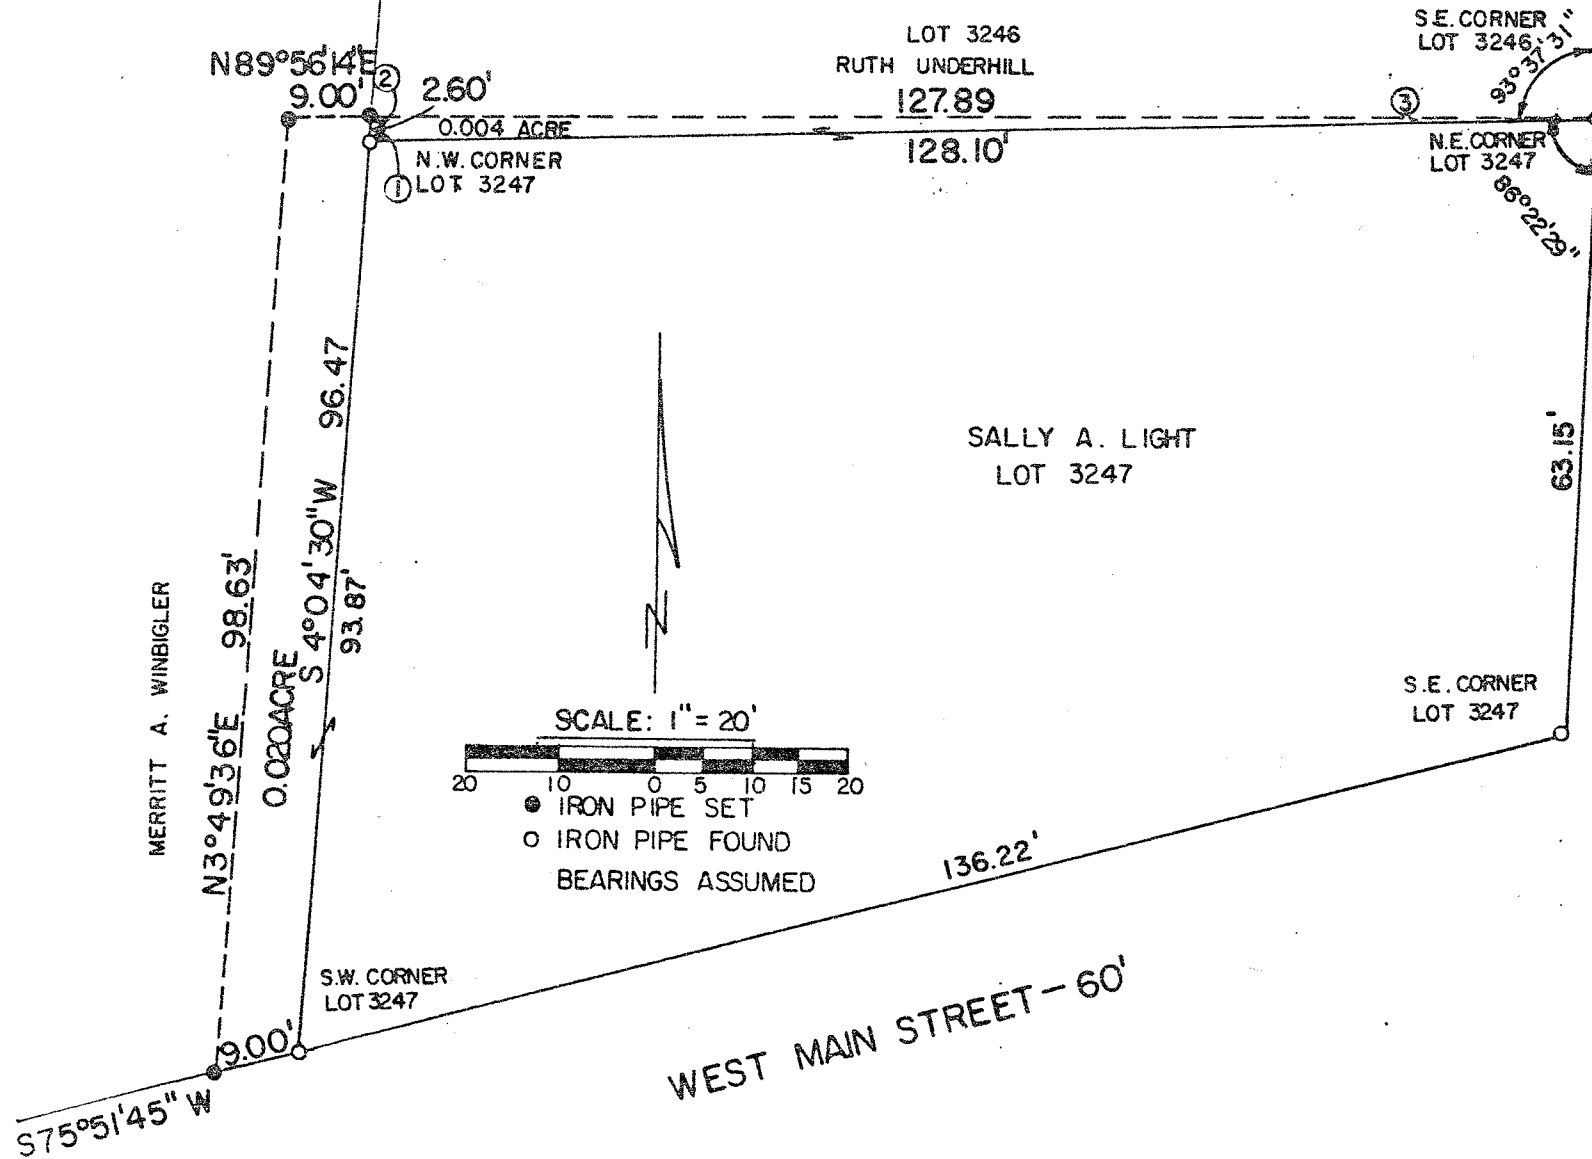 S.E. CORNER
LOT 3246
93°37'31"
LOT 3246
RUTH UNDERHILL
N89°56'14"E
9.00'
2
2.60'
127.89
3
0.004 ACRE
128.10'
N.E. CORNER
LOT 3247
86°22'29"
N.W. CORNER
LOT 3247
1
96.47
S 4°04'30"W
93.87'
SALLY A. LIGHT
LOT 3247
63.15'
MERRITT A. WINBIGLER
98.63'
N3°49'36"E
0.020 ACRE
N
S.E. CORNER
LOT 3247
SCALE: 1" = 20'
20 10 0 5 10 15 20
IRON PIPE SET
IRON PIPE FOUND
BEARINGS ASSUMED
136.22'
S.W. CORNER
LOT 3247
9.00'
WEST MAIN STREET - 60'
S75°51'45" W